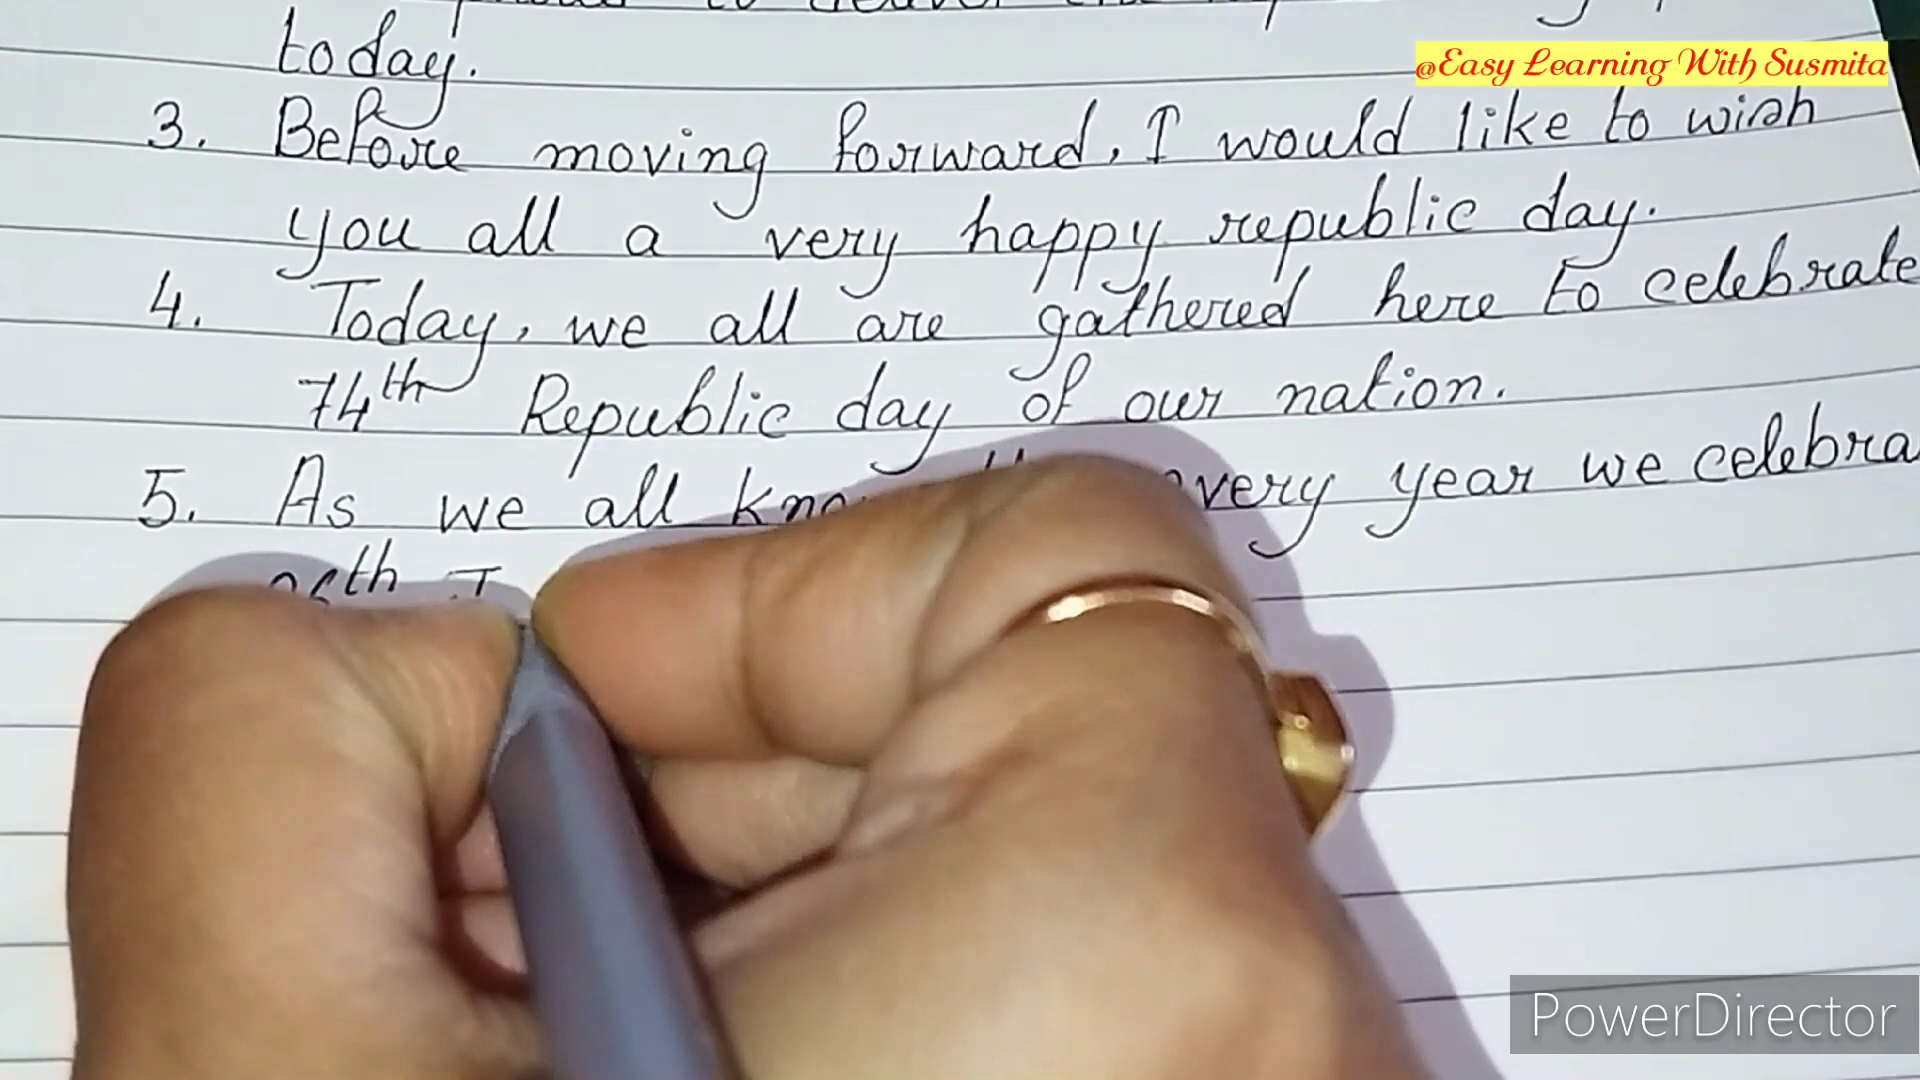 today.
@Easy Learning With Susmita
3. Before moving forward, I would like to wish
you all a very happy republic day.
4. Today, we all are gathered here to celebrate
74th Republic day of our nation.
5. As we all every year we celebra
PowerDirector